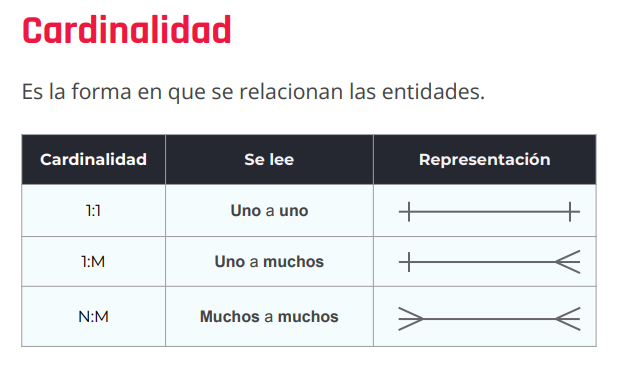 Cardinalidad
Es la forma en que se relacionan las entidades.
Cardinalidad Se lee Representación
1:1 Uno a uno
1:M Uno a muchos
N:M Muchos a muchos